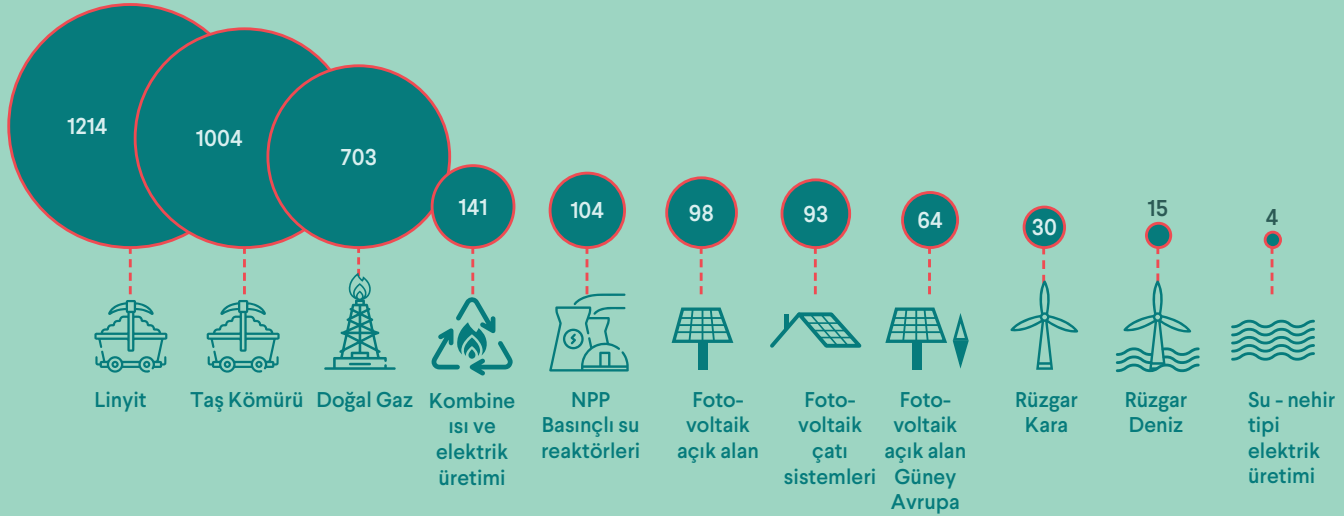 1214
1004
703
141
104
98
93
64
30
15
4
Linyit
Taş Kömürü
Doğal Gaz
Kombine
ısı ve
elektrik
üretimi
NPP
Basınçlı su
reaktörleri
Foto-
voltaik
açık alan
Foto-
voltaik
çatı
sistemleri
Foto-
voltaik
açık alan
Güney
Avrupa
Rüzgar
Kara
Rüzgar
Deniz
Su - nehir
tipi
elektrik
üretimi